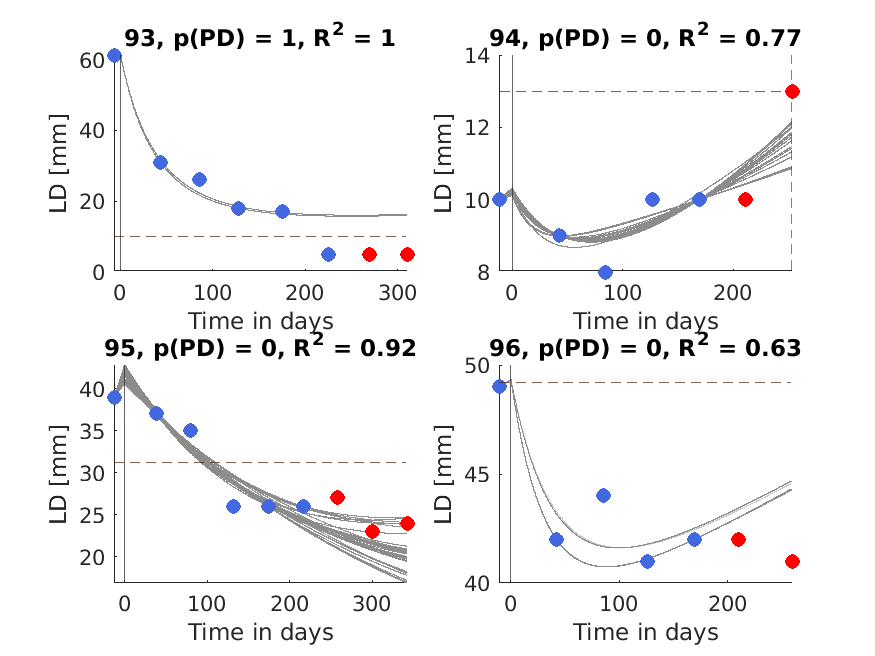 93, p(PD) = 1, R2 = 1
60
40
20
0
LD [mm]
0 100 200 300
Time in days
94, p(PD) = 0, R2 = 0.77
14
12
10
8
LD [mm]
0 100 200
Time in days
95, p(PD) = 0, R2 = 0.92
40
35
30
25
20
LD [mm]
0 100 200 300
Time in days
96, p(PD) = 0, R2 = 0.63
50
45
40
LD [mm]
0 100 200
Time in days